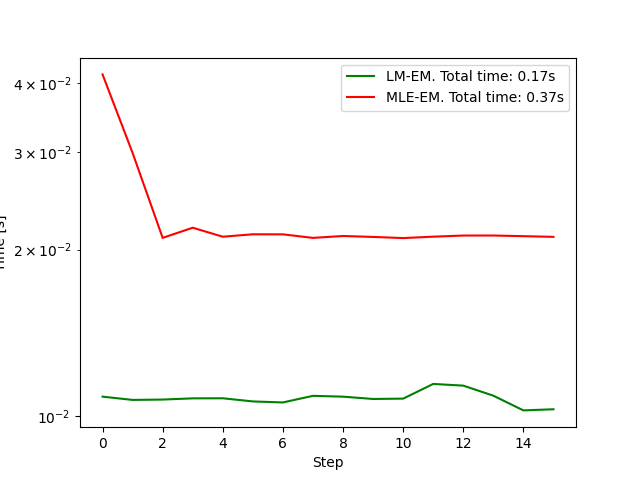 LM-EM. Total time: 0.17s
MLE-EM. Total time: 0.37s
4 × 10⁻²
3 × 10⁻²
2 × 10⁻²
10⁻²
[s]
0 2 4 6 8 10 12 14
Step